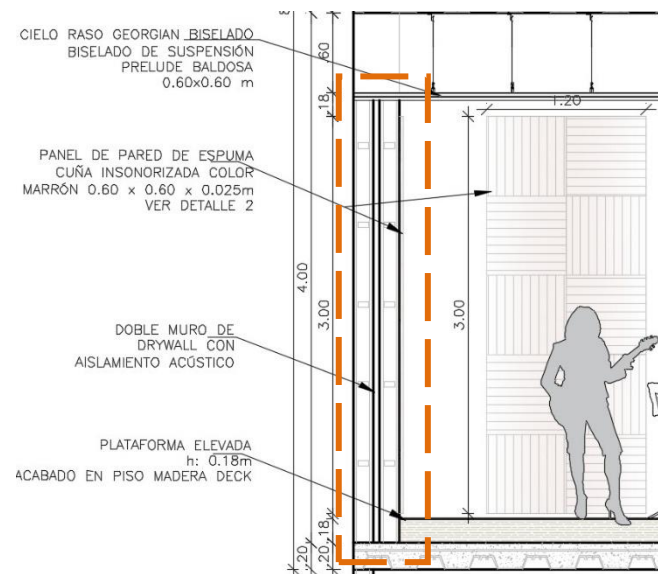 CIELO RASO GEORGIAN BISELADO
BISELADO DE SUSPENSIÓN
PRELUDE BALDOSA
0.60x0.60 m
PANEL DE PARED DE ESPUMA
CUÑA INSONORIZADA COLOR
MARRÓN 0.60 x 0.60 x 0.025m
VER DETALLE 2
DOBLE MURO DE
DRYWALL CON
AISLAMIENTO ACÚSTICO
PLATAFORMA ELEVADA
h: 0.18m
ACABADO EN PISO MADERA DECK
.60
.18
1.20
4.00
3.00
3.00
.18
.20
.20